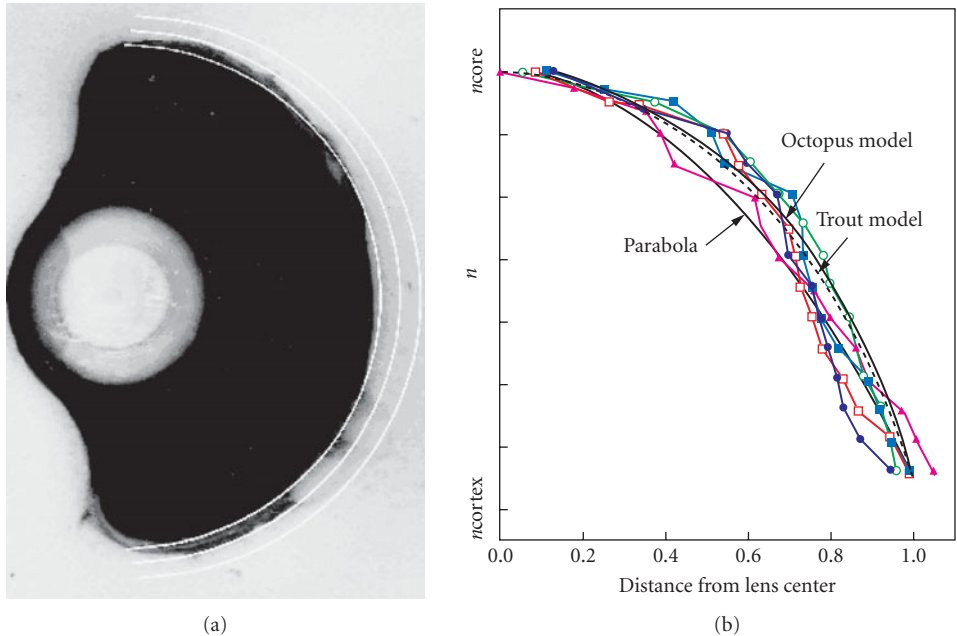 ncore
n
ncortex
Octopus model
Trout model
Parabola
0.0 0.2 0.4 0.6 0.8 1.0
Distance from lens center
(a)
(b)